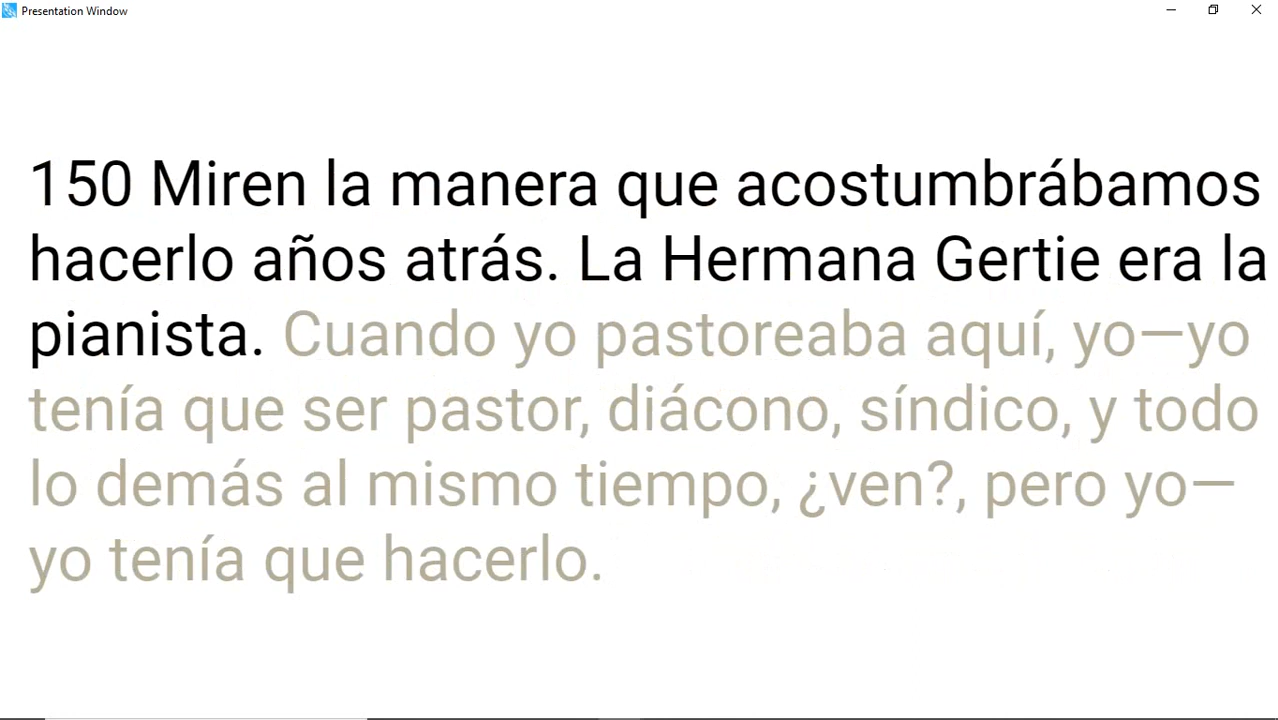 Presentation Window
150 Miren la manera que acostumbrábamos
hacerlo años atrás. La Hermana Gertie era la
pianista. Cuando yo pastoreaba aquí, yo—yo
tenía que ser pastor, diácono, síndico, y todo
lo demás al mismo tiempo, ¿ven?, pero yo—
yo tenía que hacerlo.